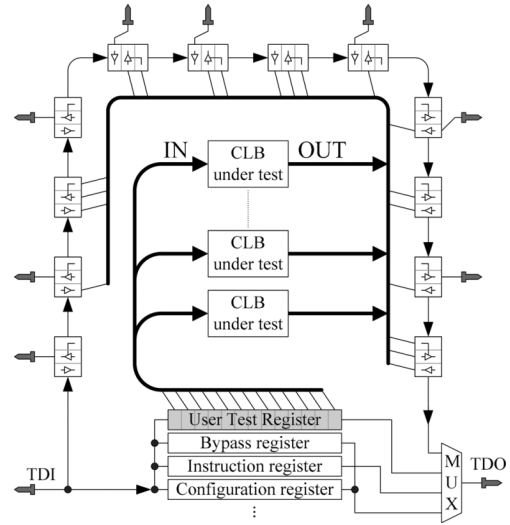 IN
OUT
CLB
under test
CLB
under test
CLB
under test
User Test Register
Bypass register
Instruction register
Configuration register
TDI
M
U
X
TDO